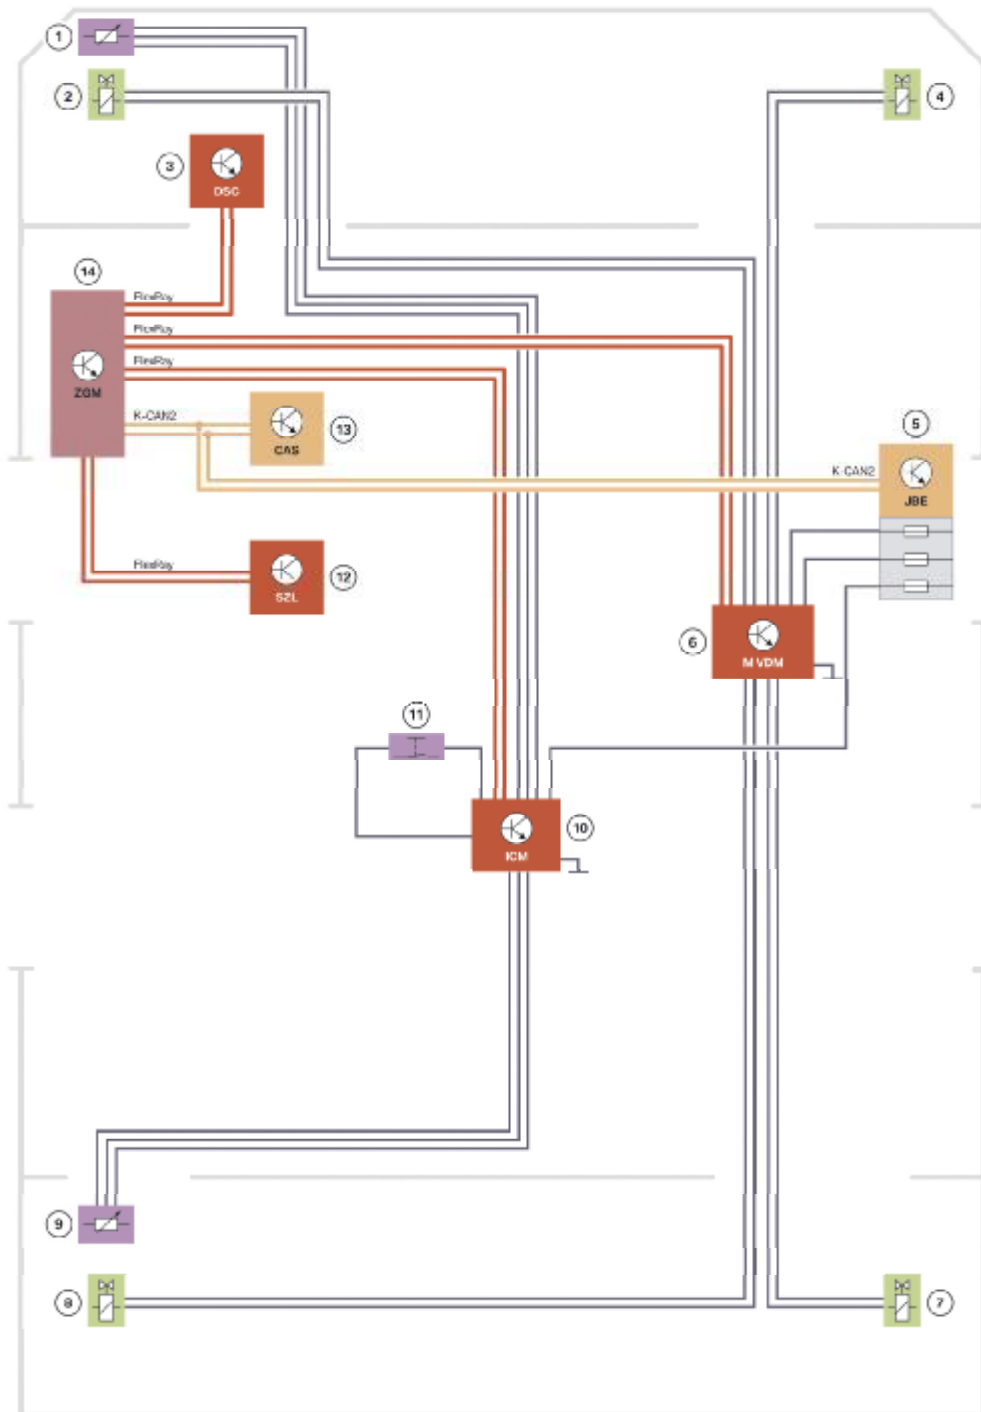 1
2
4
3
DSC
14
FlexRay
FlexRay
FlexRay
ZGM
K-CAN2
CAS
13
5
K-CAN2
JBE
FlexRay
SZL
12
6
M VDM
11
10
ICM
9
8
7